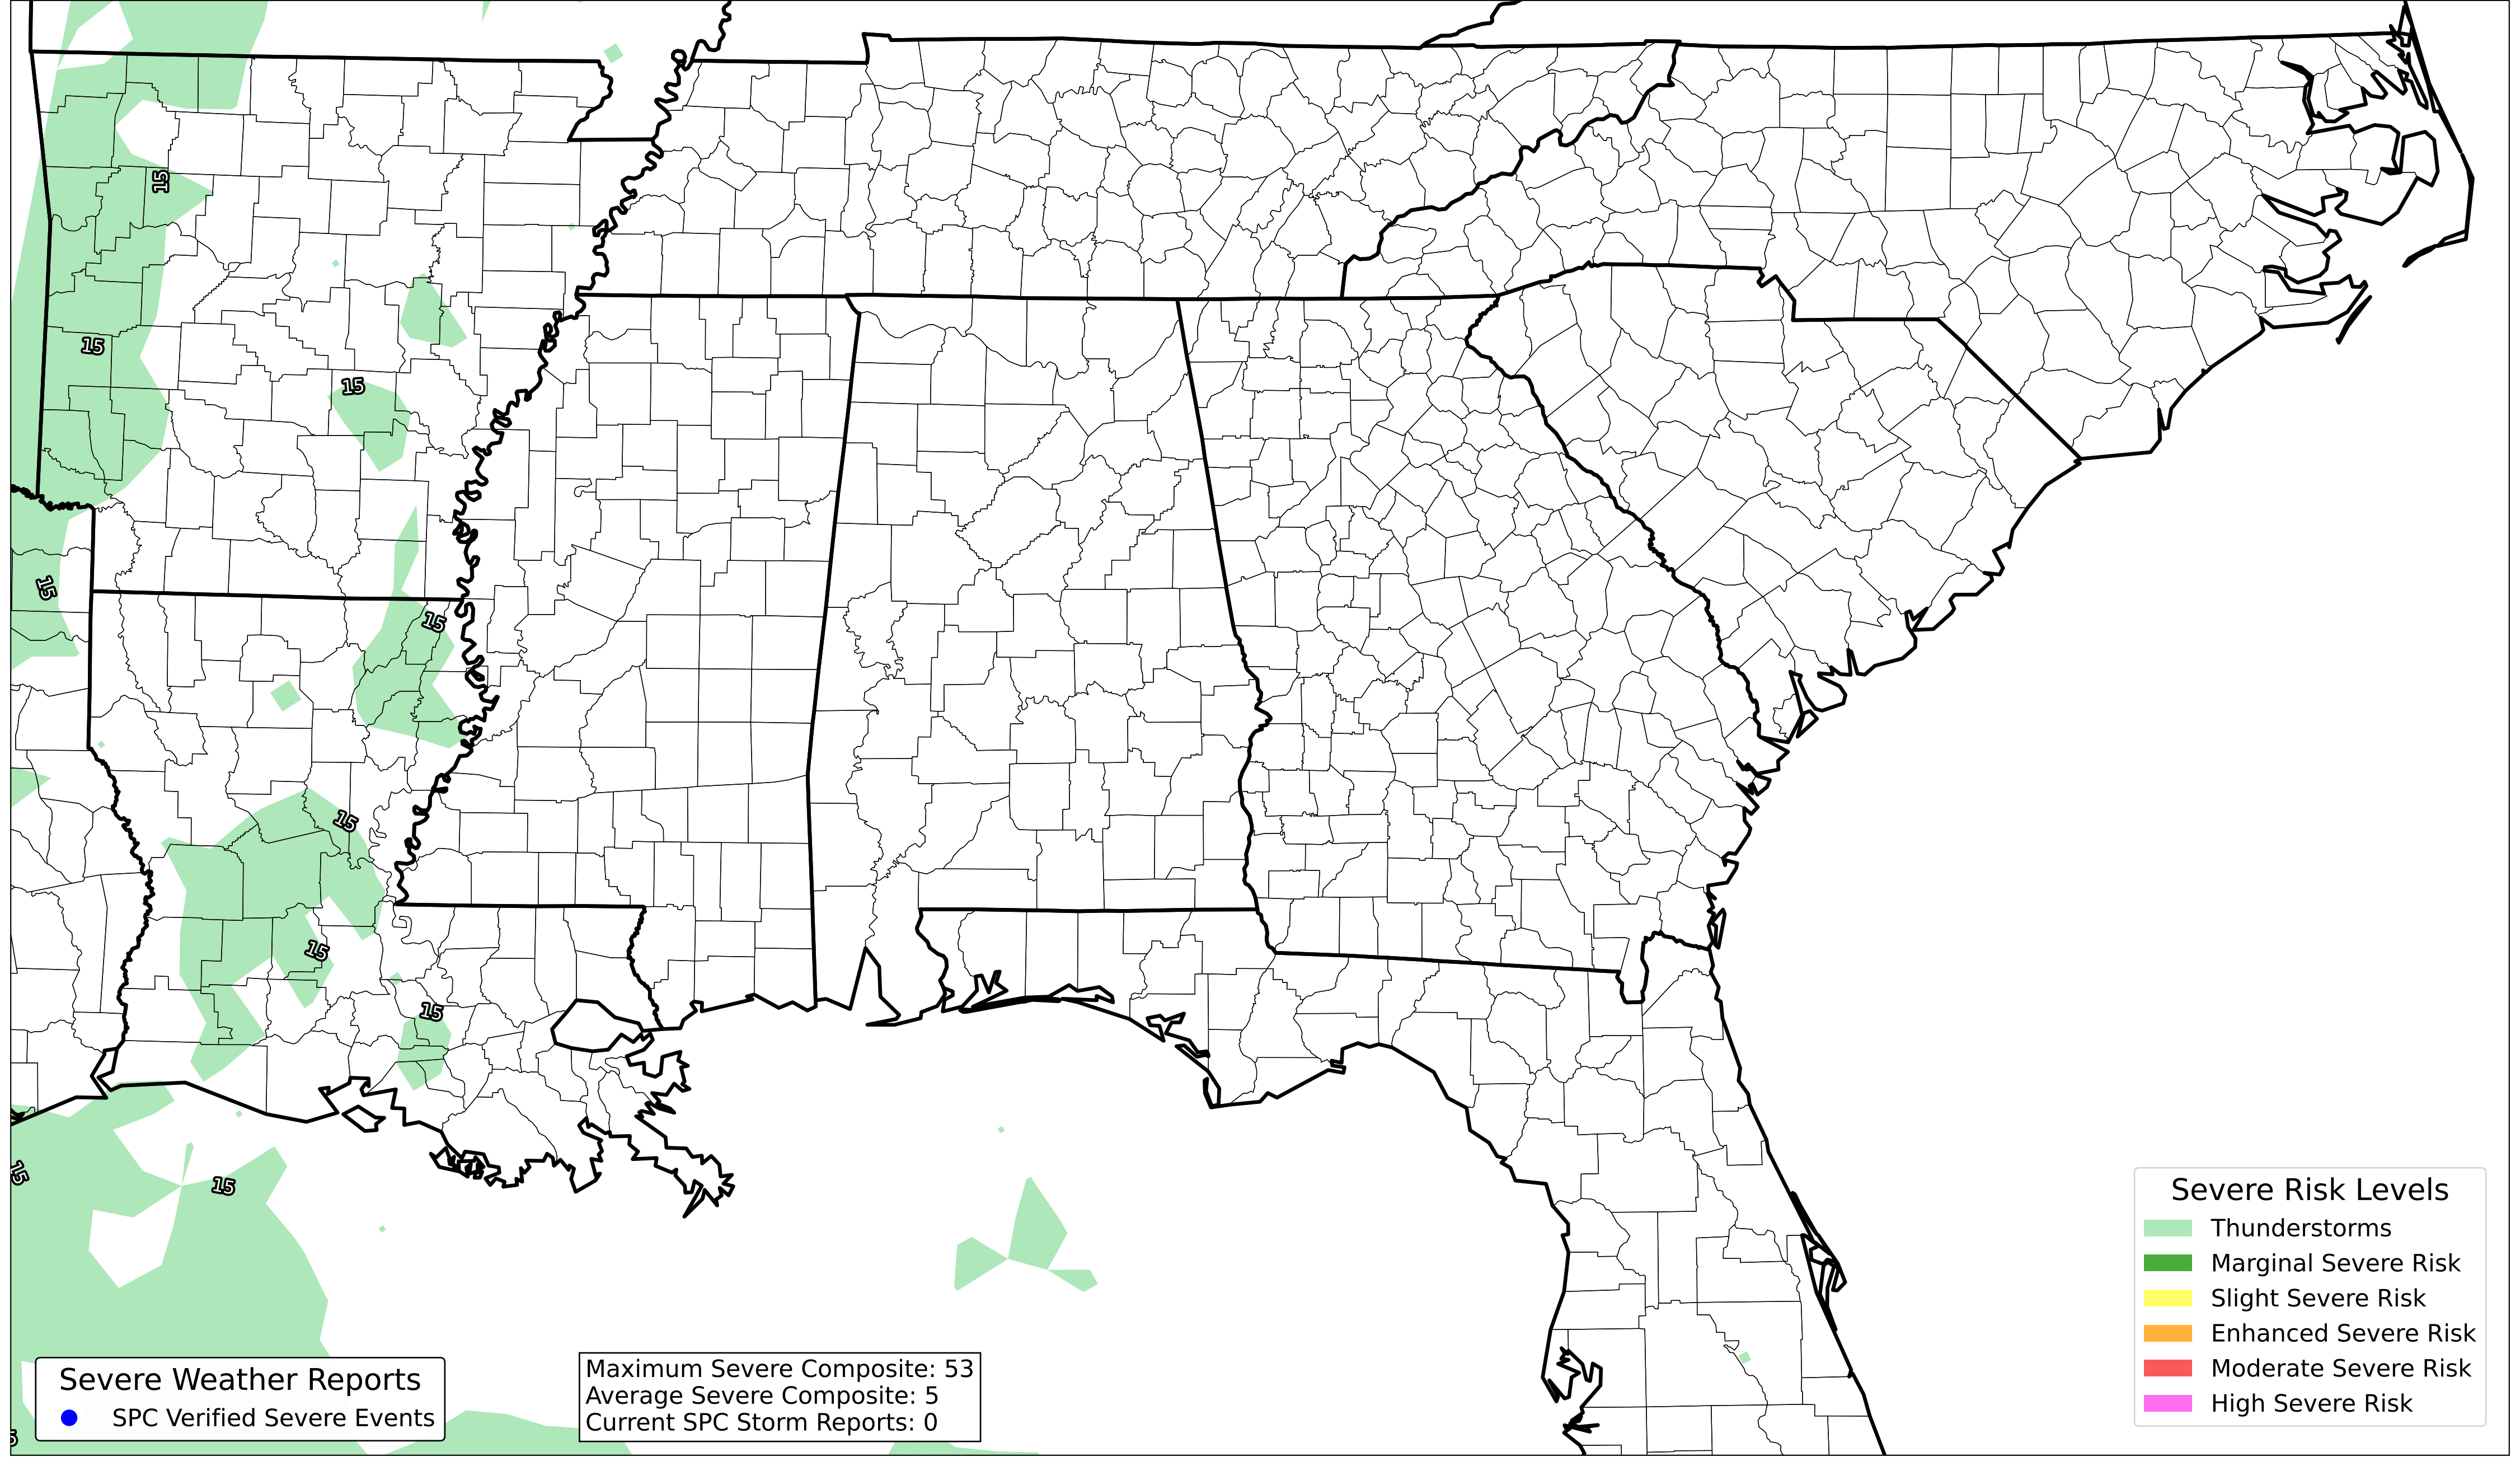 15
15
15
15
15
15
15
15
15
15
Severe Risk Levels
Thunderstorms
Marginal Severe Risk
Slight Severe Risk
Enhanced Severe Risk
Moderate Severe Risk
High Severe Risk
Severe Weather Reports
SPC Verified Severe Events
Maximum Severe Composite: 53
Average Severe Composite: 5
Current SPC Storm Reports: 0
5